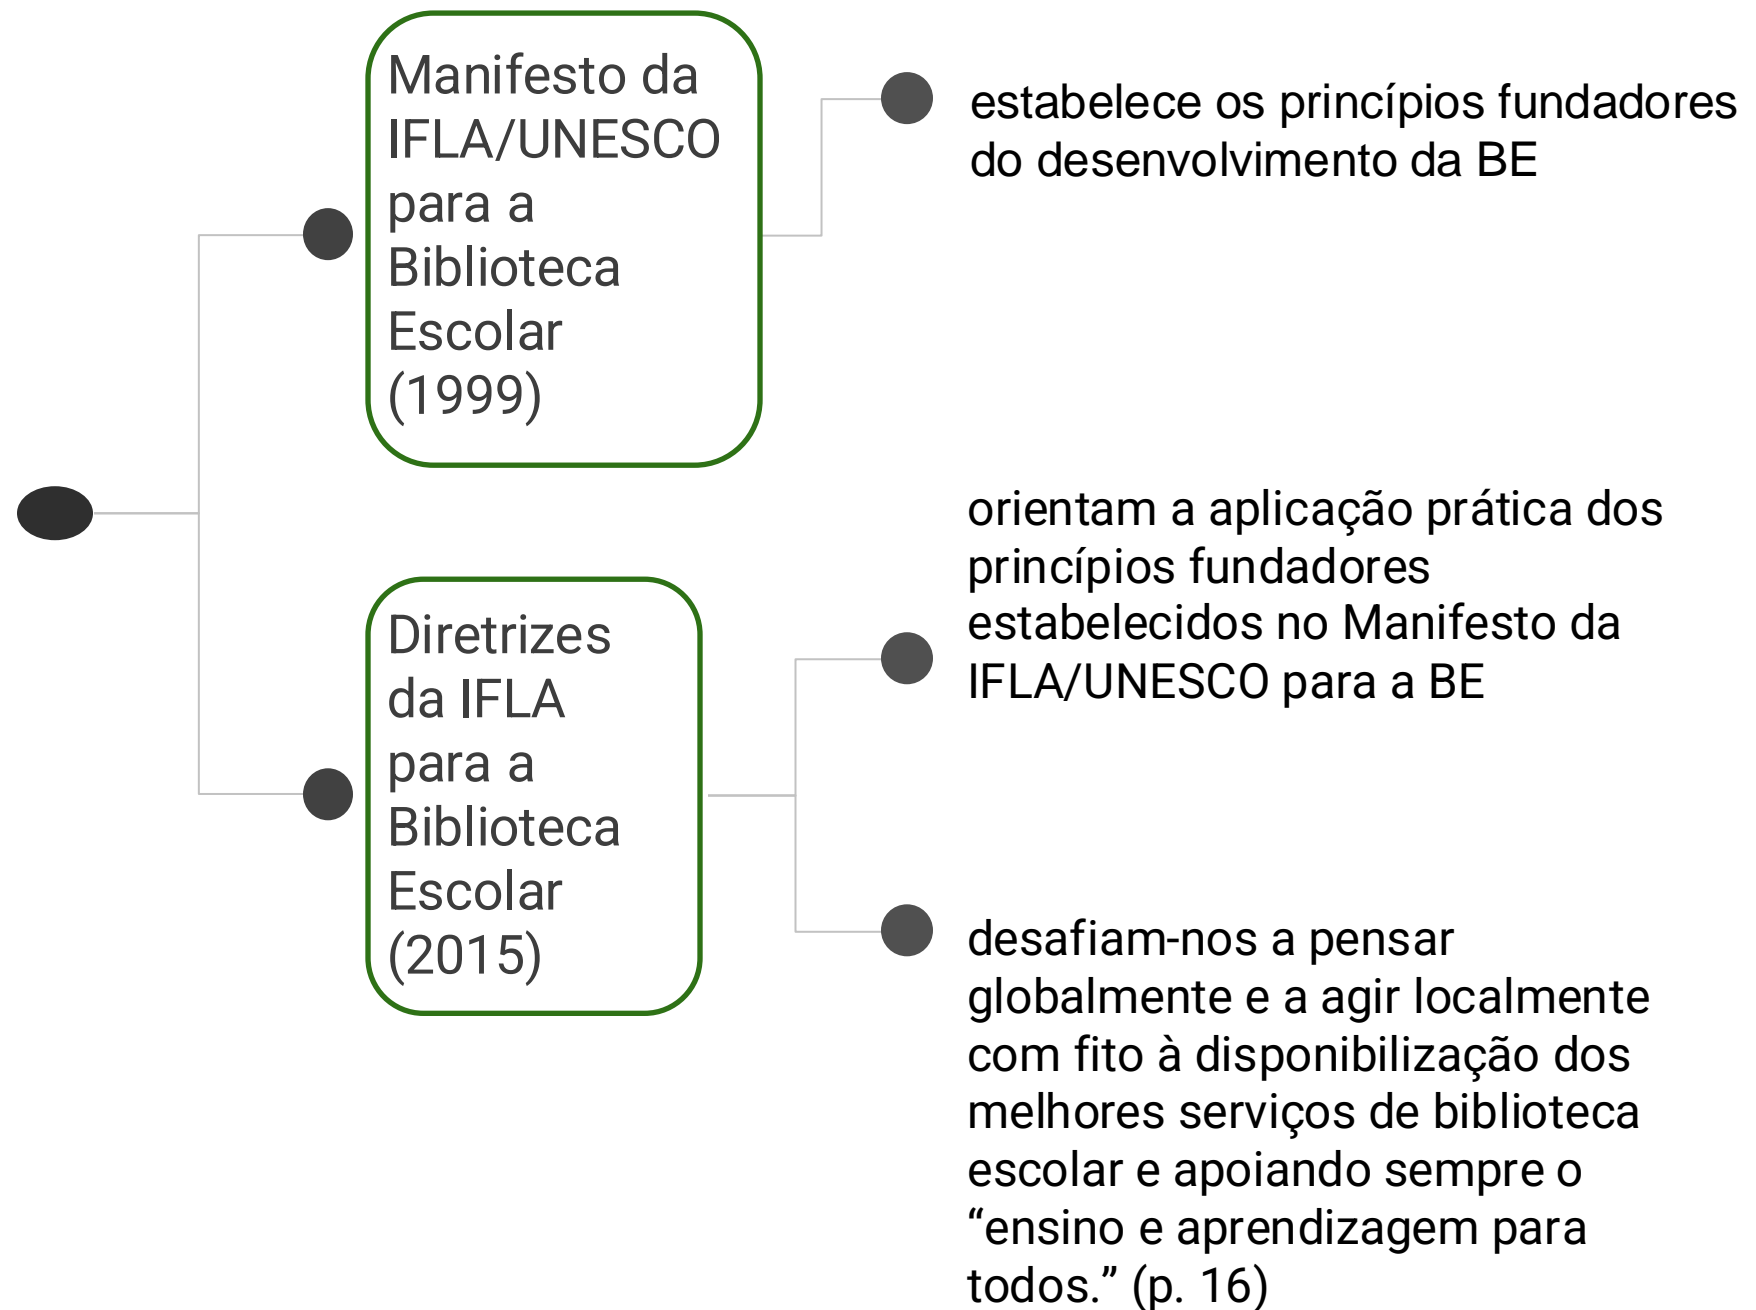 Manifesto da
IFLA/UNESCO
para a
Biblioteca
Escolar
(1999)
estabelece os princípios fundadores
do desenvolvimento da BE
Diretrizes
da IFLA
para a
Biblioteca
Escolar
(2015)
orientam a aplicação prática dos
princípios fundadores
estabelecidos no Manifesto da
IFLA/UNESCO para a BE
desafiam-nos a pensar
globalmente e a agir localmente
com fito à disponibilização dos
melhores serviços de biblioteca
escolar e apoiando sempre o
“ensino e aprendizagem para
todos.” (p. 16)